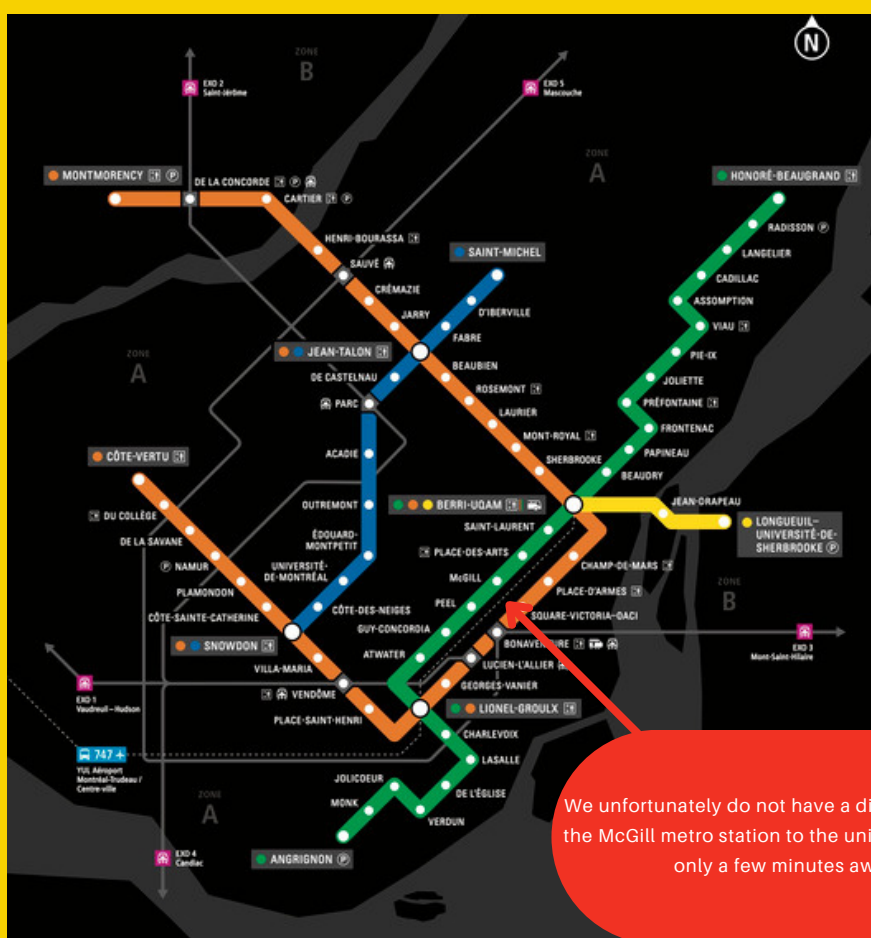 N
ZONE
B
EXO 2
Saint-Jérôme
EXO 5
Mascouche
ZONE
A
MONTMORENCY P
DE LA CONCORDE P
CARTIER P
HONORÉ-BEAUGRAND
RADISSON P
LANGELIER
CADILLAC
ASSOMPTION
VIAU
PIE-IX
JOLIETTE
PRÉFONTAINE
FRONTENAC
PAPINEAU
BEAUDRY
HENRI-BOURASSA
SAUVÉ
CRÉMAZIE
JARRY
SAINT-MICHEL
D'IBERVILLE
FABRE
JEAN-TALON
DE CASTELNAU
PARC
BEAUBIEN
ROSEMONT
LAURIER
MONT-ROYAL
SHERBROOKE
ZONE
A
ACADIE
OUTREMONT
ÉDOUARD-
MONTPETIT
UNIVERSITÉ-
DE-MONTRÉAL
CÔTE-DES-NEIGES
CÔTE-VERTU
DU COLLÈGE
DE LA SAVANE
P NAMUR
PLAMONDON
CÔTE-SAINTE-CATHERINE
SNOWDON
VILLA-MARIA
VENDÔME
PLACE-SAINT-HENRI
BERRI-UQAM
JEAN-DRAPEAU
LONGUEUIL–
UNIVERSITÉ-DE-
SHERBROOKE P
SAINT-LAURENT
PLACE-DES-ARTS
McGILL
PEEL
GUY-CONCORDIA
ATWATER
CHAMP-DE-MARS
PLACE-D'ARMES
SQUARE-VICTORIA–OACI
BONAVENTURE
LUCIEN-L'ALLIER
GEORGES-VANIER
LIONEL-GROULX
CHARLEVOIX
LASALLE
DE L'ÉGLISE
VERDUN
JOLICOEUR
MONK
ANGRIGNON P
ZONE
B
EXO 3
Mont-Saint-Hilaire
EXO 1
Vaudreuil–Hudson
747
YUL Aéroport
Montréal-Trudeau /
Centre-ville
ZONE
A
EXO 4
Candiac
We unfortunately do not have a di
the McGill metro station to the uni
only a few minutes aw